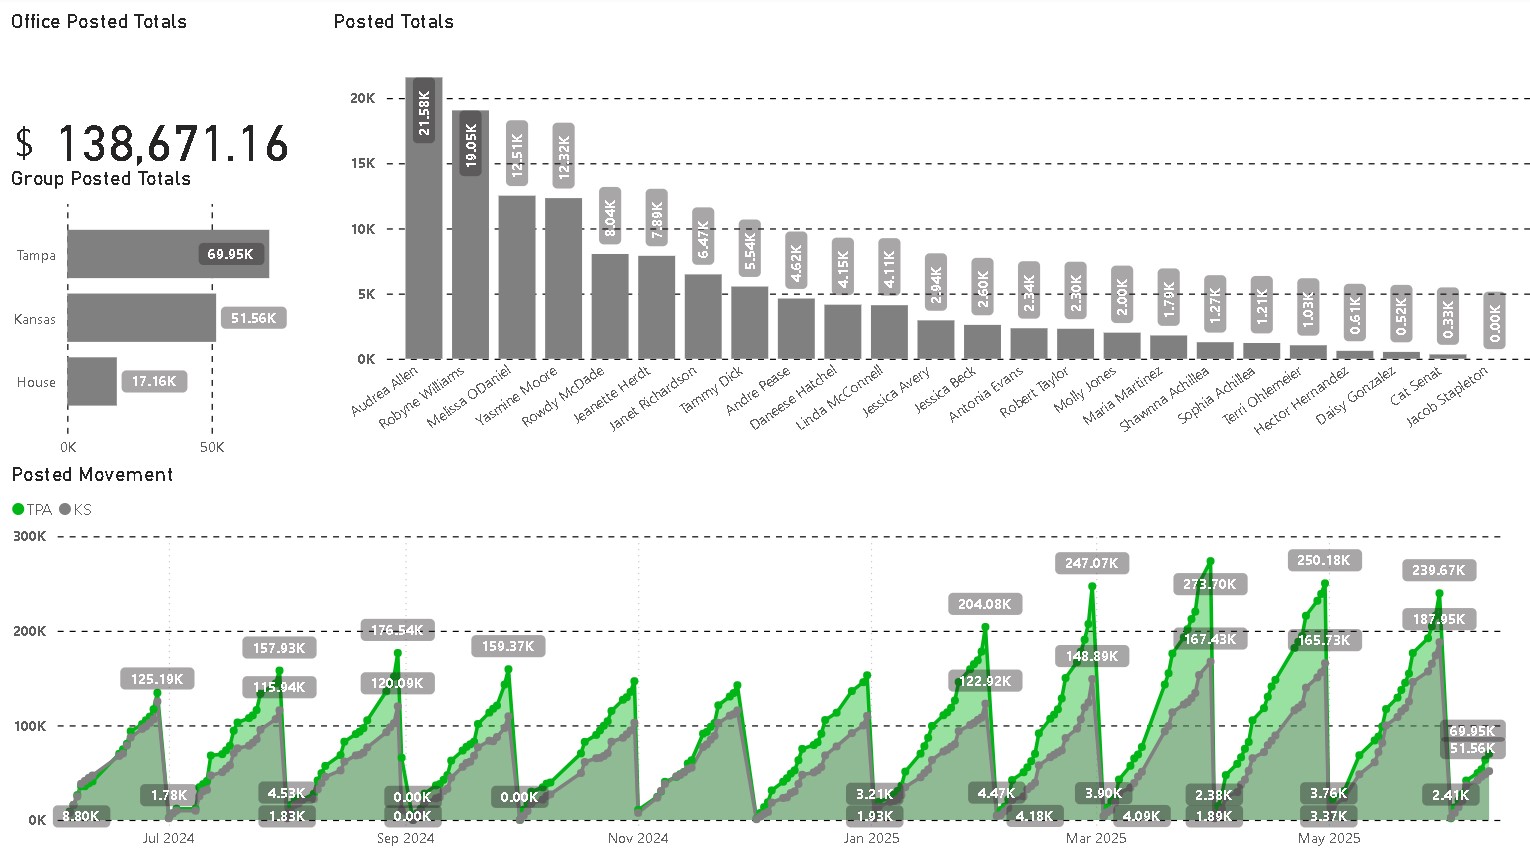 Office Posted Totals
$ 138,671.16
Group Posted Totals
Tampa
69.95K
Kansas
51.56K
House
17.16K
0K
50K
Posted Totals
20K
15K
10K
5K
0K
21.58K
19.05K
12.51K
12.32K
8.04K
7.89K
6.47K
5.54K
4.62K
4.15K
4.11K
2.94K
2.60K
2.34K
2.30K
2.00K
1.79K
1.27K
1.21K
1.03K
0.61K
0.52K
0.33K
0.00K
Audrea Allen
Robyne Williams
Melissa ODaniel
Yasmine Moore
Rowdy McDade
Jeanette Herdt
Janet Richardson
Tammy Dick
Andre Pease
Daneese Hatchel
Linda McConnell
Jessica Avery
Jessica Beck
Antonia Evans
Robert Taylor
Molly Jones
Maria Martinez
Shawnna Achillea
Sophia Achillea
Terri Ohlemeier
Hector Hernandez
Daisy Gonzalez
Cat Senat
Jacob Stapleton
Posted Movement
TPA
KS
300K
200K
100K
0K
8.80K
125.19K
1.78K
157.93K
115.94K
4.53K
1.83K
176.54K
120.09K
0.00K
0.00K
159.37K
0.00K
3.21K
1.93K
204.08K
122.92K
4.47K
4.18K
247.07K
148.89K
3.90K
4.09K
273.70K
167.43K
2.38K
1.89K
250.18K
165.73K
3.76K
3.37K
239.67K
187.95K
2.41K
69.95K
51.56K
Jul 2024
Sep 2024
Nov 2024
Jan 2025
Mar 2025
May 2025